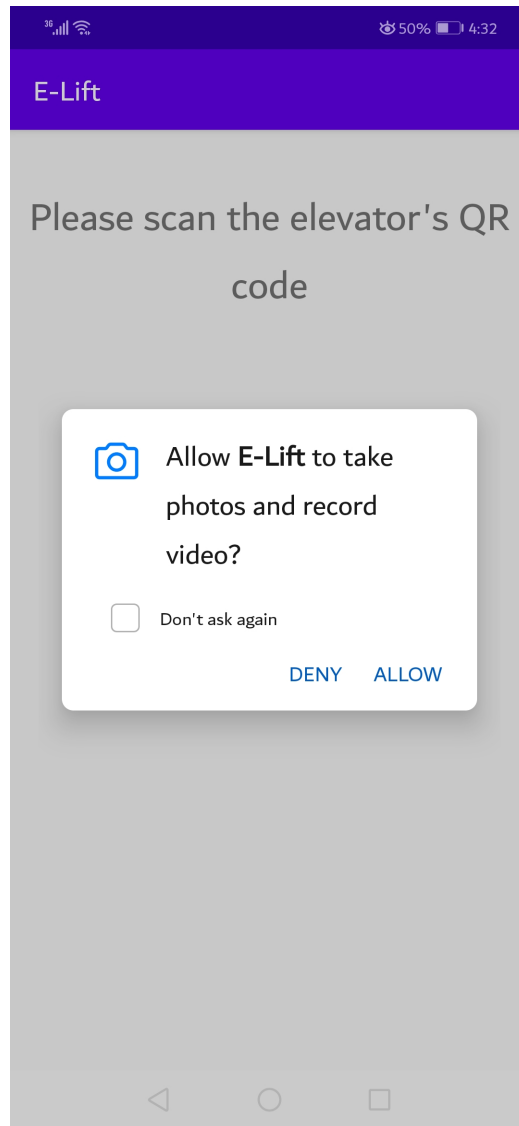 3G 50% 4:32
E-Lift
Please scan the elevator's QR
code
Allow E-Lift to take
photos and record
video?
Don't ask again
DENY ALLOW